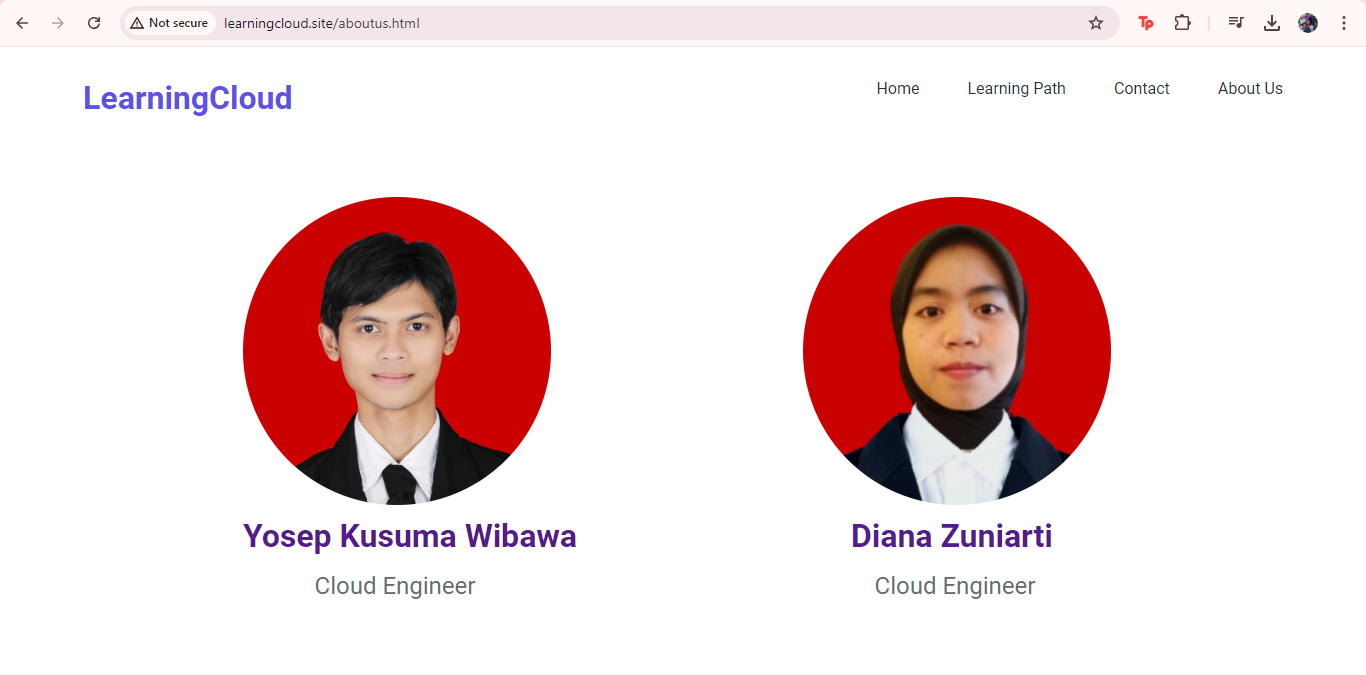 Not secure learningcloud.site/aboutus.html
Tp
LearningCloud
Home Learning Path Contact About Us
Yosep Kusuma Wibawa Diana Zuniarti
Cloud Engineer Cloud Engineer